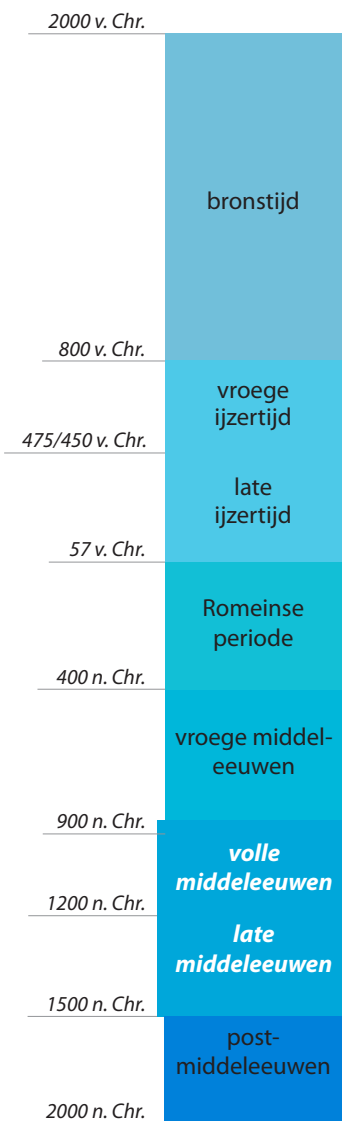 2000 v. Chr.
bronstijd
800 v. Chr.
vroege
ijzertijd
475/450 v. Chr.
late
ijzertijd
57 v. Chr.
Romeinse
periode
400 n. Chr.
vroege middel-
eeuwen
900 n. Chr.
volle
middeleeuwen
1200 n. Chr.
late
middeleeuwen
1500 n. Chr.
post-
middeleeuwen
2000 n. Chr.